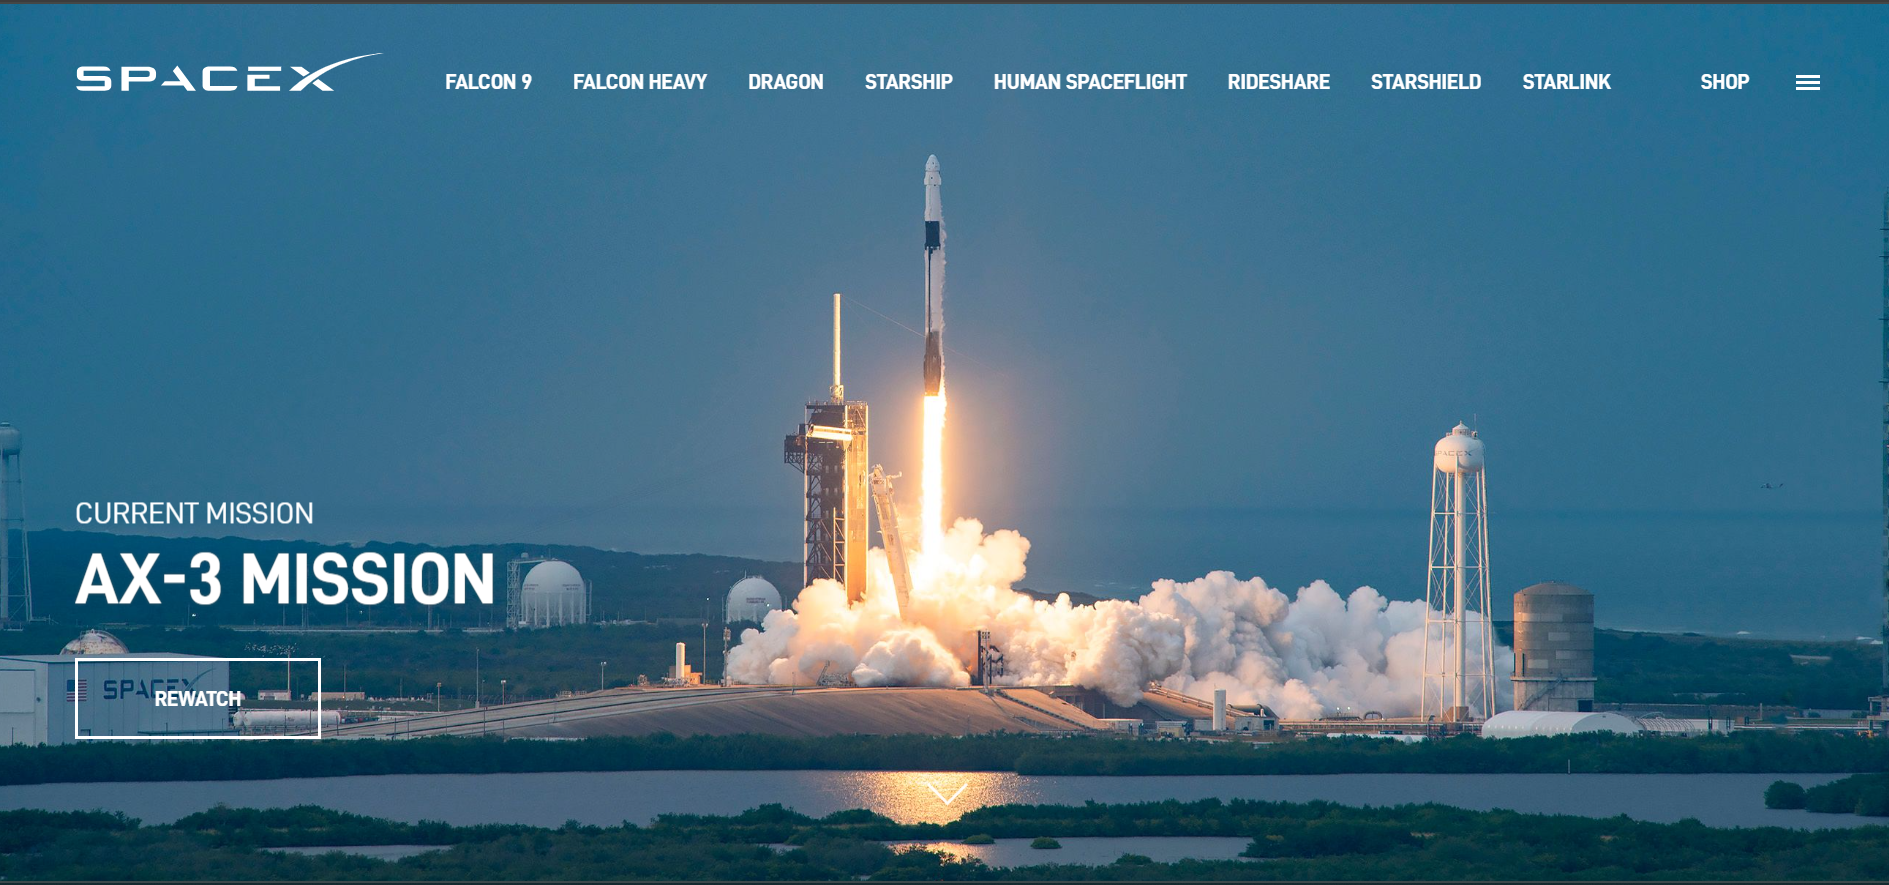 SPACEX
FALCON 9 FALCON HEAVY DRAGON STARSHIP HUMAN SPACEFLIGHT RIDESHARE STARSHIELD STARLINK SHOP
SPACEX
CURRENT MISSION
AX-3 MISSION
SPACEX
REWATCH